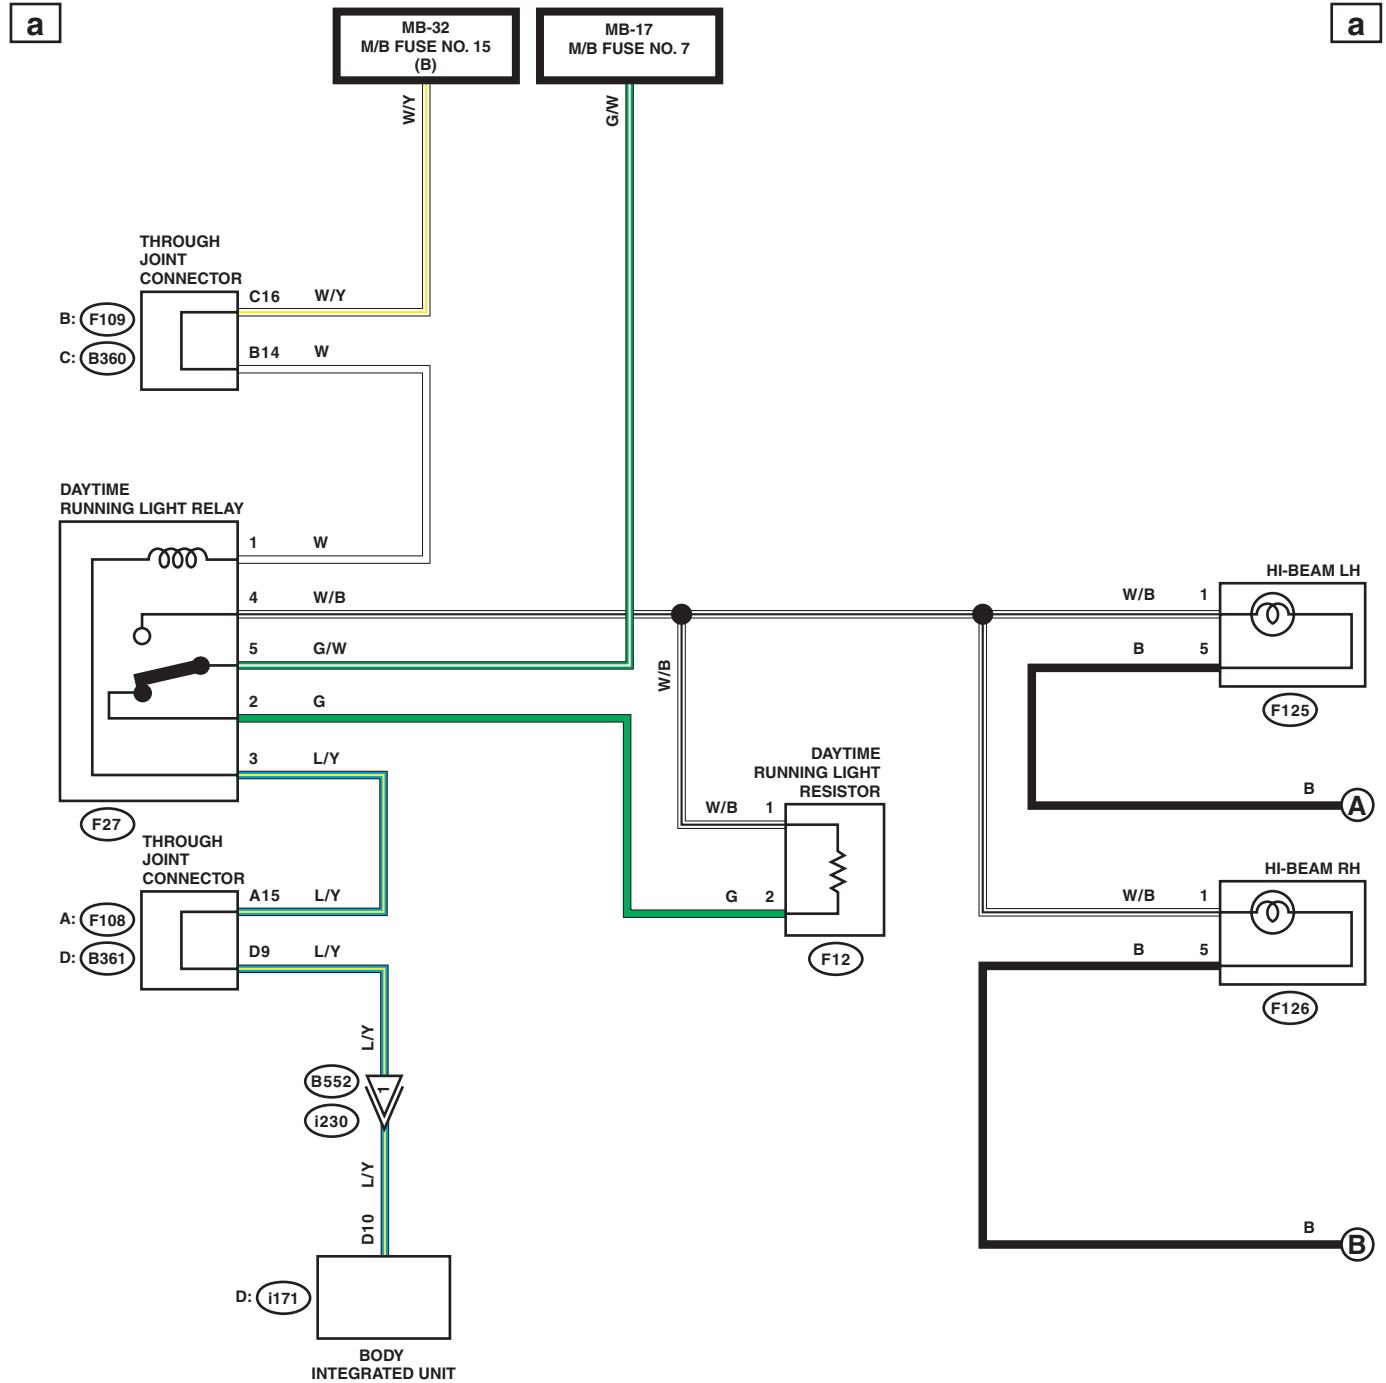 a
a
MB-32
M/B FUSE NO. 15
(B)
MB-17
M/B FUSE NO. 7
W/Y
G/W
THROUGH
JOINT
CONNECTOR
C16 W/Y
B: F109
C: B360
B14 W
DAYTIME
RUNNING LIGHT RELAY
1 W
4 W/B
5 G/W
2 G
3 L/Y
F27
W/B
HI-BEAM LH
W/B 1
B 5
F125
B
A
DAYTIME
RUNNING LIGHT
RESISTOR
W/B 1
G 2
F12
THROUGH
JOINT
CONNECTOR
A15 L/Y
A: F108
D: B361
D9 L/Y
HI-BEAM RH
W/B 1
B 5
F126
B
B
L/Y
B552
1
i230
L/Y
D10
D: i171
BODY
INTEGRATED UNIT